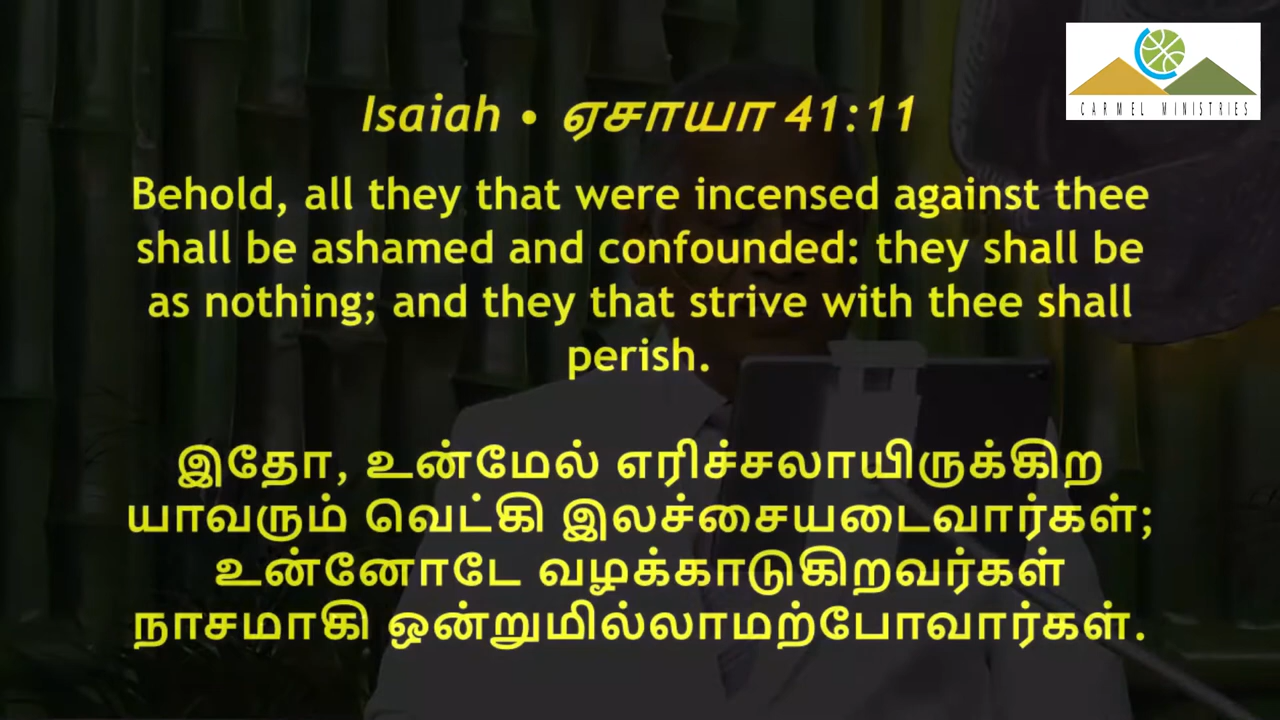 CARMEL MINISTRIES
Isaiah • ஏசாயா 41:11
Behold, all they that were incensed against thee
shall be ashamed and confounded: they shall be
as nothing; and they that strive with thee shall
perish.
இதோ, உன்மேல் எரிச்சலாயிருக்கிற
யாவரும் வெட்கி இலச்சையடைவார்கள்;
உன்னோடே வழக்காடுகிறவர்கள்
நாசமாகி ஒன்றுமில்லாமற்போவார்கள்.